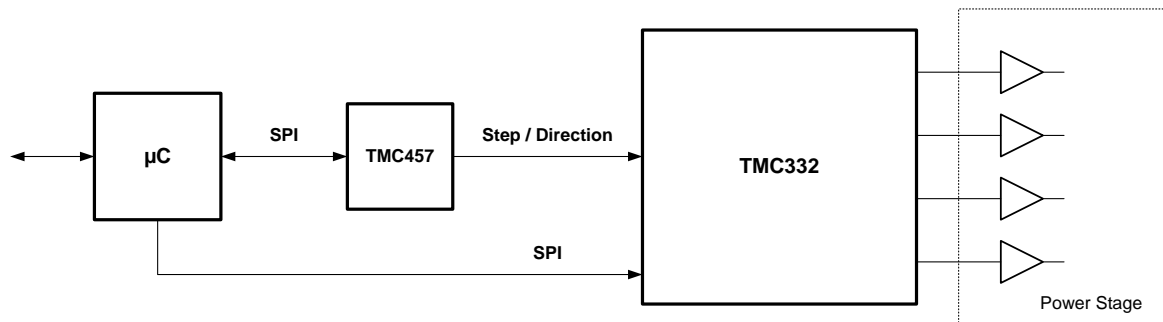 SPI
Step / Direction
µC
TMC457
TMC332
SPI
Power Stage